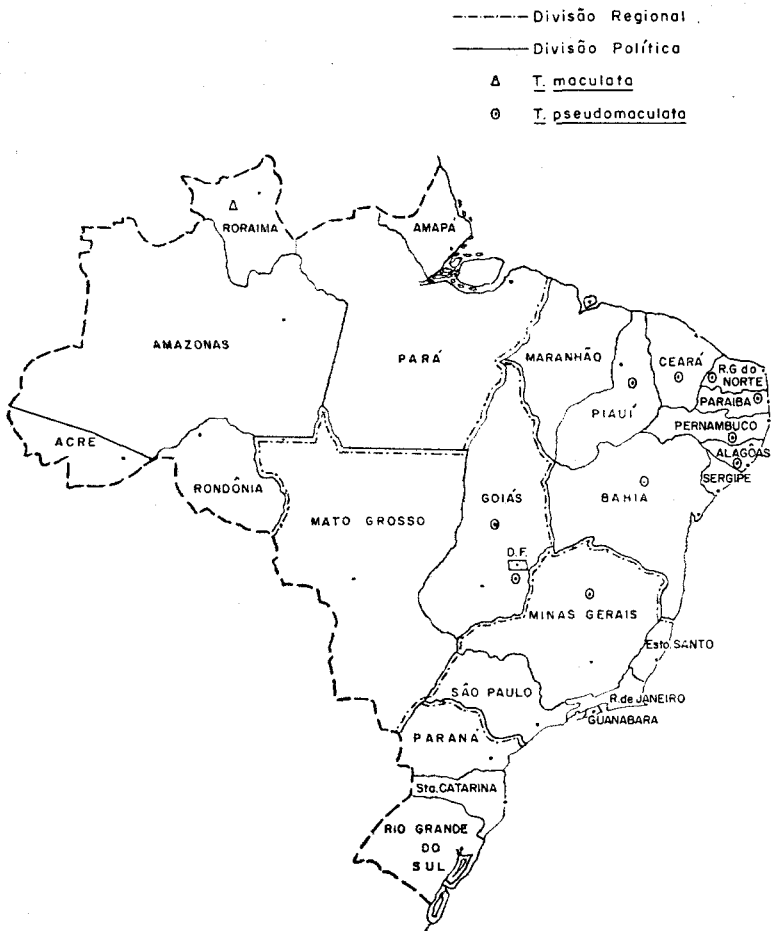 Divisão Regional
Divisão Política
T. maculata
T. pseudomaculata
RORAIMA
AMAPÁ
AMAZONAS
PARÁ
MARANHÃO
CEARÁ
R.G do
NORTE
PARAIBA
PIAUÍ
PERNAMBUCO
ALAGÔAS
SERGIPE
ACRE
RONDÔNIA
MATO GROSSO
GOIÁS
BAHIA
D.F.
MINAS GERAIS
Esto. SANTO
SÃO PAULO
R.de JANEIRO
GUANABARA
PARANÁ
Sta. CATARINA
RIO GRANDE
DO
SUL